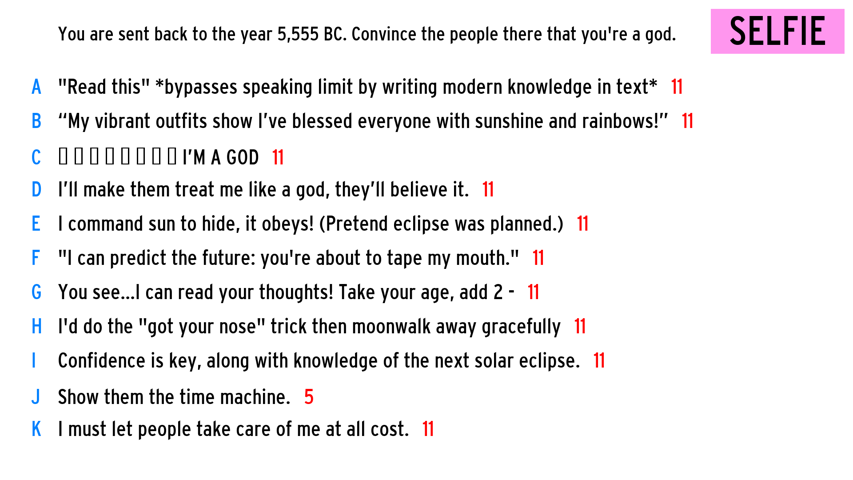 You are sent back to the year 5,555 BC. Convince the people there that you're a god.
SELFIE
A "Read this" *bypasses speaking limit by writing modern knowledge in text* 11
B “My vibrant outfits show I’ve blessed everyone with sunshine and rainbows!” 11
C ▯ ▯ ▯ ▯ ▯ ▯ ▯ ▯ I’M A GOD 11
D I’ll make them treat me like a god, they’ll believe it. 11
E I command sun to hide, it obeys! (Pretend eclipse was planned.) 11
F "I can predict the future: you're about to tape my mouth." 11
G You see...I can read your thoughts! Take your age, add 2 - 11
H I'd do the "got your nose" trick then moonwalk away gracefully 11
I Confidence is key, along with knowledge of the next solar eclipse. 11
J Show them the time machine. 5
K I must let people take care of me at all cost. 11